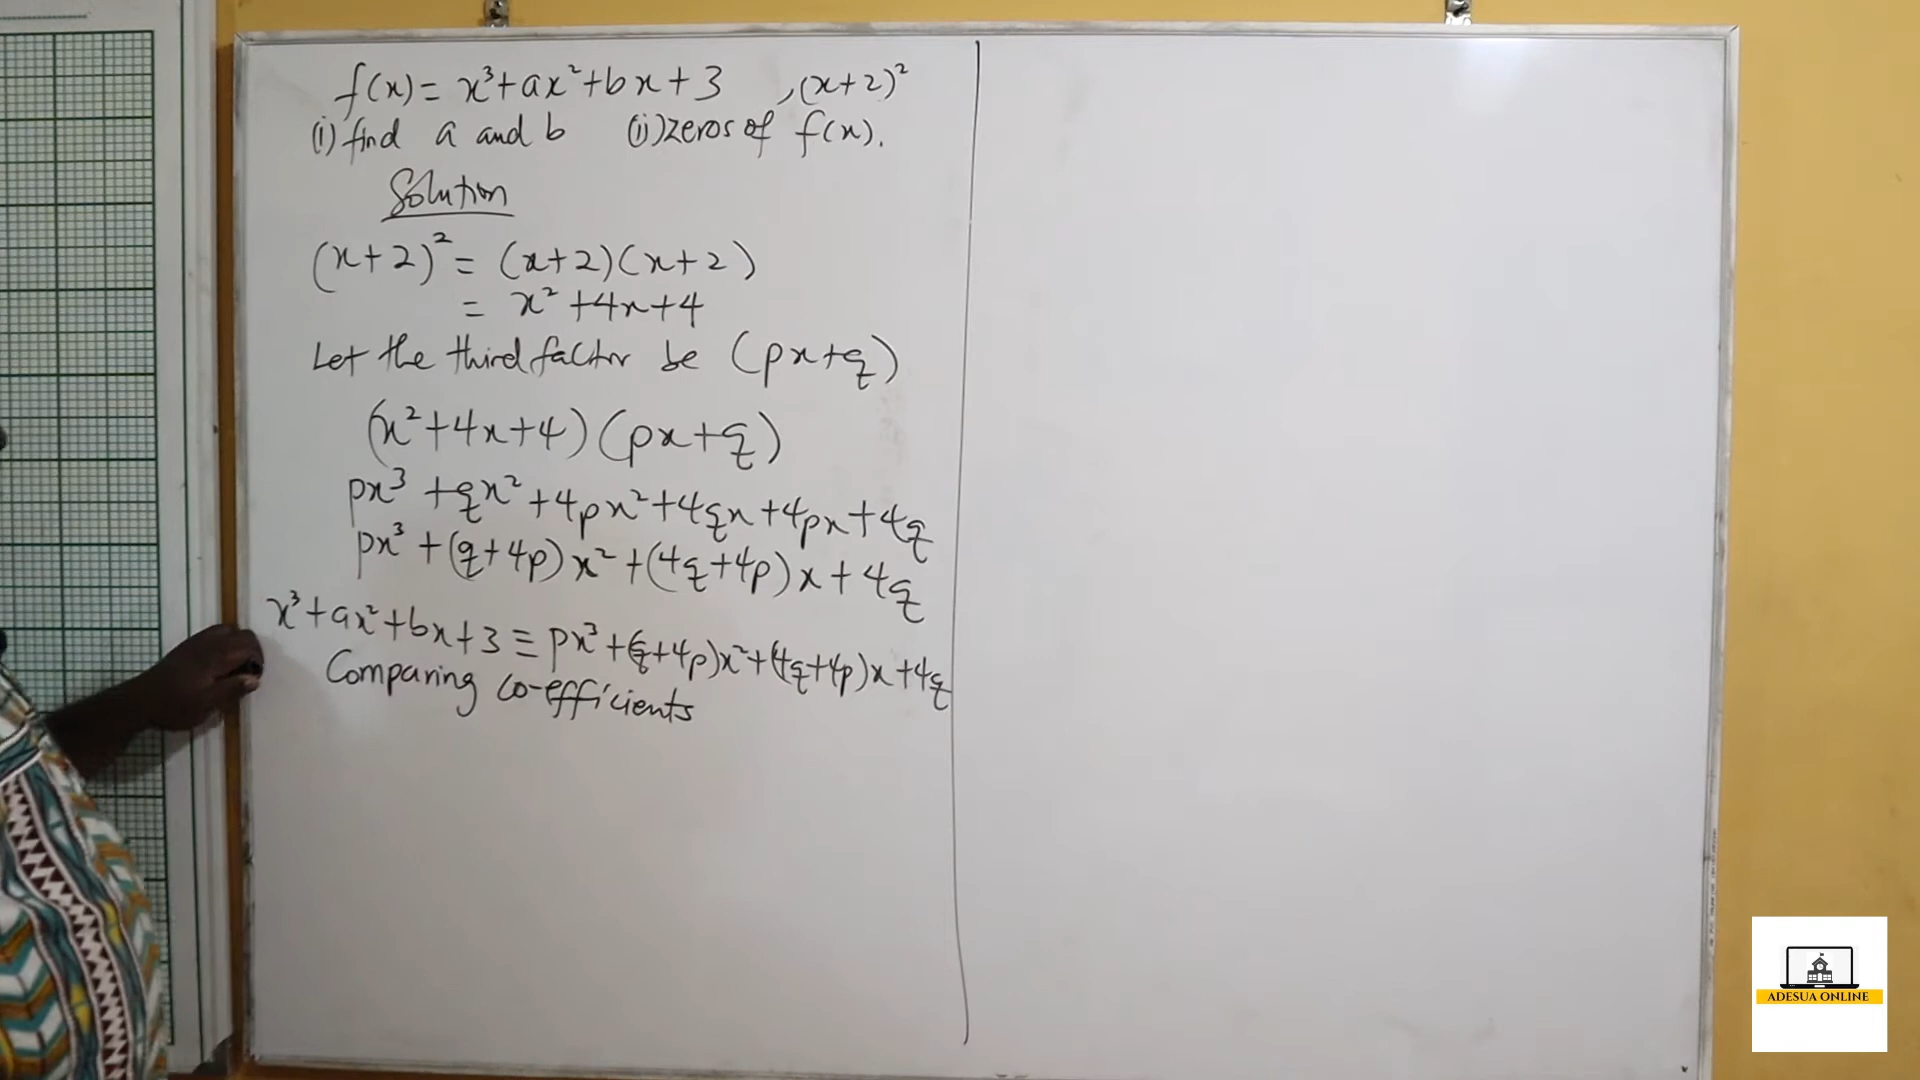 f(x) = x³+ax²+bx+3 , (x+2)²
(i) find a and b (ii) zeros of f(x).
Solution
(x+2)² = (x+2)(x+2)
= x²+4x+4
Let the third factor be (px+q)
(x²+4x+4)(px+q)
px³+qx²+4px²+4qx+4px+4q
px³+(q+4p)x²+(4q+4p)x+4q
x³+ax²+bx+3 ≡ px³+(q+4p)x²+(4q+4p)x+4q
Comparing co-efficients
ADESUA ONLINE